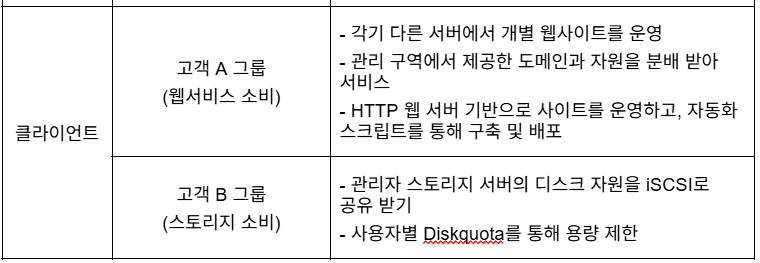 클라이언트
고객 A 그룹
(웹서비스 소비)
- 각기 다른 서버에서 개별 웹사이트를 운영
- 관리 구역에서 제공한 도메인과 자원을 분배 받아
서비스
- HTTP 웹 서버 기반으로 사이트를 운영하고, 자동화
스크립트를 통해 구축 및 배포
고객 B 그룹
(스토리지 소비)
- 관리자 스토리지 서버의 디스크 자원을 iSCSI로
공유 받기
- 사용자별 Diskquota를 통해 용량 제한